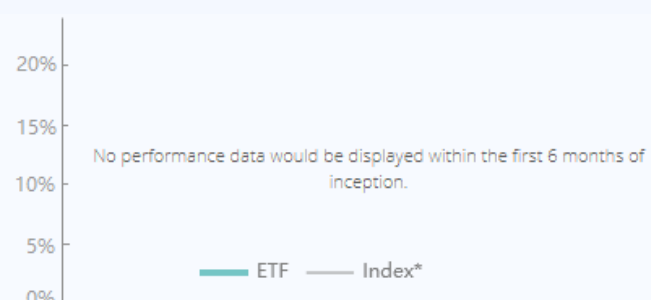 20%
15%
No performance data would be displayed within the first 6 months of
inception.
10%
5%
ETF Index*
0%